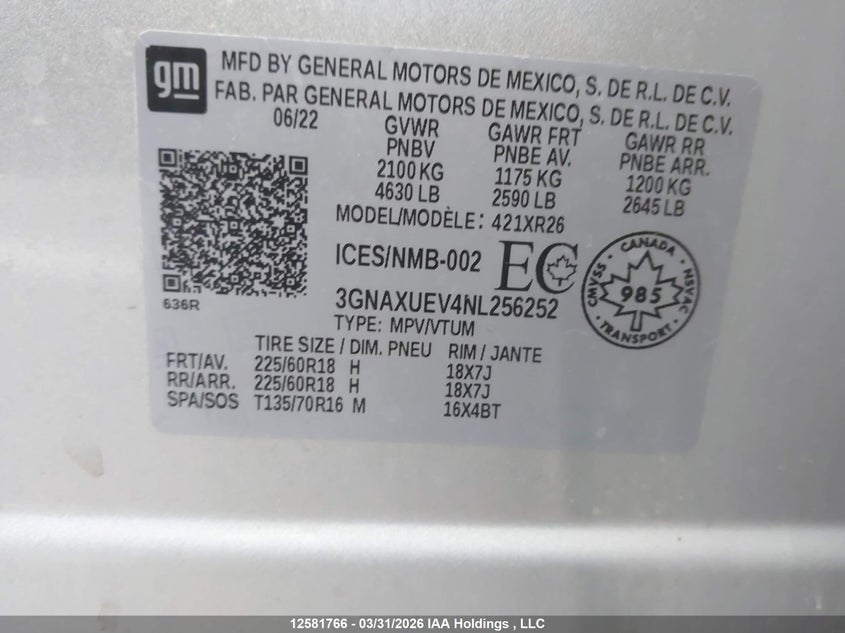 gm
MFD BY GENERAL MOTORS DE MEXICO, S. DE R.L. DE C.V.
FAB. PAR GENERAL MOTORS DE MEXICO, S. DE R.L. DE C.V.
06/22 GVWR GAWR FRT GAWR RR
PNBV PNBE AV. PNBE ARR.
2100 KG 1175 KG 1200 KG
4630 LB 2590 LB 2645 LB
MODEL/MODÈLE: 421XR26
ICES/NMB-002 EC
CANADA
CMVSS 985 NSVAC
TRANSPORT
636R
3GNAXUEV4NL256252
TYPE: MPV/VTUM
TIRE SIZE / DIM. PNEU RIM / JANTE
FRT/AV. 225/60R18 H 18X7J
RR/ARR. 225/60R18 H 18X7J
SPA/SOS T135/70R16 M 16X4BT
12581766 - 03/31/2026 IAA Holdings , LLC